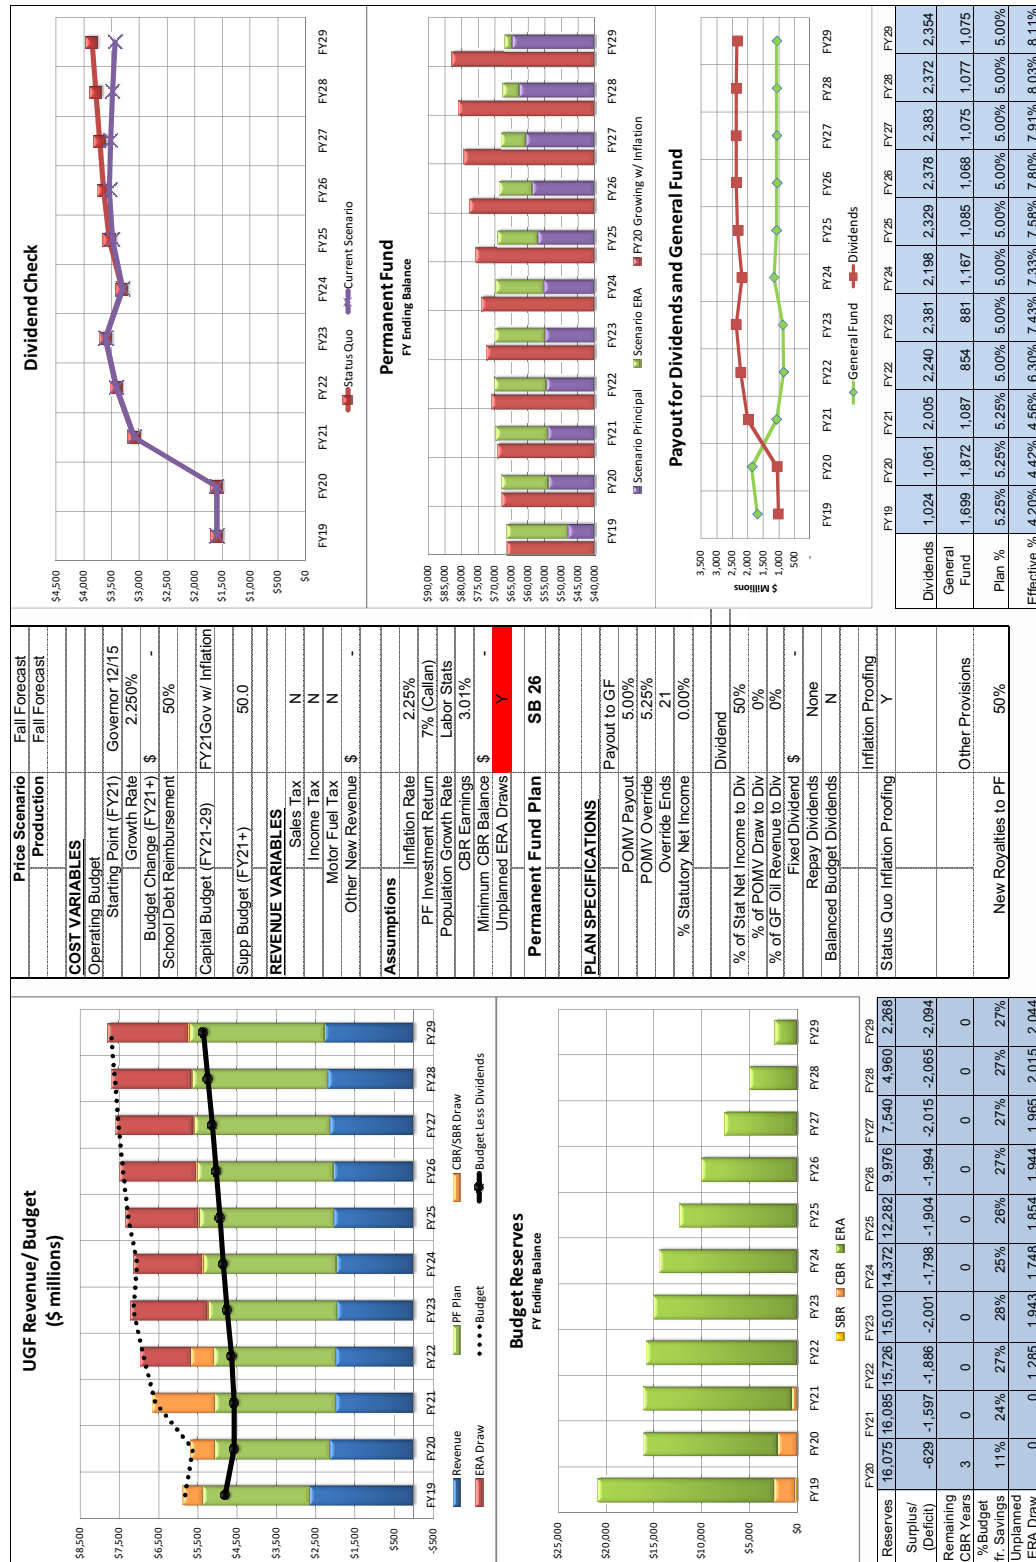 UGF Revenue/ Budget
($ millions)
$8,500
$7,500
$6,500
$5,500
$4,500
$3,500
$2,500
$1,500
$500
-$500
FY19 FY20 FY21 FY22 FY23 FY24 FY25 FY26 FY27 FY28 FY29
Revenue PF Plan CBR/SBR Draw
ERA Draw Budget Budget Less Dividends
Budget Reserves
FY Ending Balance
$25,000
$20,000
$15,000
$10,000
$5,000
$0
FY19 FY20 FY21 FY22 FY23 FY24 FY25 FY26 FY27 FY28 FY29
SBR CBR ERA
FY20 FY21 FY22 FY23 FY24 FY25 FY26 FY27 FY28 FY29
Reserves 16,075 16,085 15,726 15,010 14,372 12,282 9,976 7,540 4,960 2,268
Surplus/ (Deficit) -629 -1,597 -1,886 -2,001 -1,798 -1,904 -1,994 -2,015 -2,065 -2,094
Remaining CBR Years 3 0 0 0 0 0 0 0 0 0
%Budget fr. Savings 11% 24% 27% 28% 25% 26% 27% 27% 27% 27%
Unplanned ERA Draw 0 0 1,285 1,943 1,748 1,854 1,944 1,965 2,015 2,044
Price Scenario Fall Forecast
Production Fall Forecast
COST VARIABLES
Operating Budget
Starting Point (FY21) Governor 12/15
Growth Rate 2.250%
Budget Change (FY21+) $ -
School Debt Reimbursement 50%
Capital Budget (FY21-29) FY21Gov w/ Inflation
Supp Budget (FY21+) 50.0
REVENUE VARIABLES
Sales Tax N
Income Tax N
Motor Fuel Tax N
Other New Revenue $ -
Assumptions
Inflation Rate 2.25%
PF Investment Return 7% (Callan)
Population Growth Rate Labor Stats
CBR Earnings 3.01%
Minimum CBR Balance $ -
Unplanned ERA Draws Y
Permanent Fund Plan SB 26
PLAN SPECIFICATIONS
Payout to GF
POMV Payout 5.00%
POMV Override 5.25%
Override Ends 21
% Statutory Net Income 0.00%
Dividend
% of Stat Net Income to Div 50%
% of POMV Draw to Div 0%
% of GF Oil Revenue to Div 0%
Fixed Dividend $ -
Repay Dividends None
Balanced Budget Dividends N
Inflation Proofing
Status Quo Inflation Proofing Y
Other Provisions
New Royalties to PF 50%
Dividend Check
$4,500
$4,000
$3,500
$3,000
$2,500
$2,000
$1,500
$1,000
$500
$0
FY19 FY20 FY21 FY22 FY23 FY24 FY25 FY26 FY27 FY28 FY29
Status Quo Current Scenario
Permanent Fund
FY Ending Balance
$90,000
$85,000
$80,000
$75,000
$70,000
$65,000
$60,000
$55,000
$50,000
$45,000
$40,000
FY19 FY20 FY21 FY22 FY23 FY24 FY25 FY26 FY27 FY28 FY29
Scenario Principal Scenario ERA FY20 Growing w/ Inflation
Payout for Dividends and General Fund
$ Millions
3,500
3,000
2,500
2,000
1,500
1,000
500
-
FY19 FY20 FY21 FY22 FY23 FY24 FY25 FY26 FY27 FY28 FY29
General Fund Dividends
FY19 FY20 FY21 FY22 FY23 FY24 FY25 FY26 FY27 FY28 FY29
Dividends 1,024 1,061 2,005 2,240 2,381 2,198 2,329 2,378 2,383 2,372 2,354
General Fund 1,699 1,872 1,087 854 881 1,167 1,085 1,068 1,075 1,077 1,075
Plan % 5.25% 5.25% 5.25% 5.00% 5.00% 5.00% 5.00% 5.00% 5.00% 5.00% 5.00%
Effective % 4.20% 4.42% 4.56% 6.30% 7.43% 7.33% 7.58% 7.80% 7.91% 8.03% 8.11%